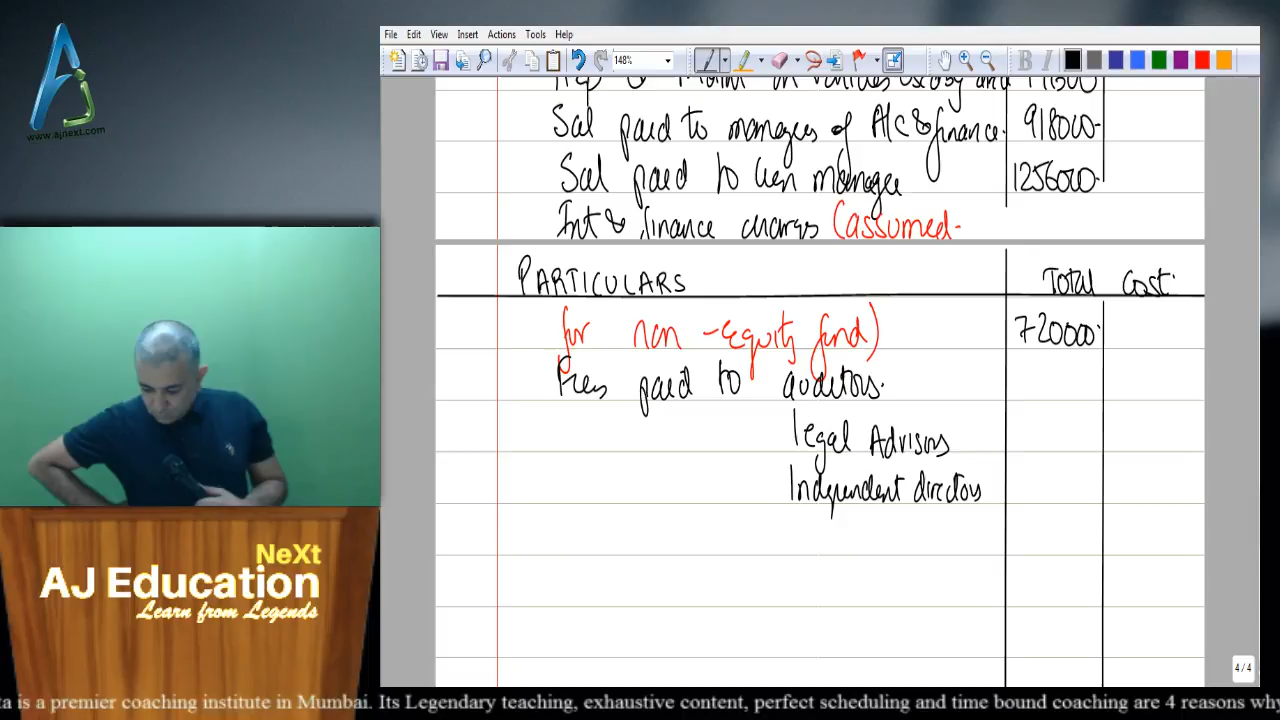 www.ajnext.com
File Edit View Insert Actions Tools Help
148%
B I
Sal paid to managers of A/c & finance. 918000.
Sal paid to Gen manager 1256000.
Int & finance charges (assumed.
PARTICULARS Total Cost.
for non-equity fund) 720000.
Fees paid to auditors.
legal Advisors
Independent directors
NeXt
AJ Education
Learn from Legends
4/4
ta is a premier coaching institute in Mumbai. Its Legendary teaching, exhaustive content, perfect scheduling and time bound coaching are 4 reasons why